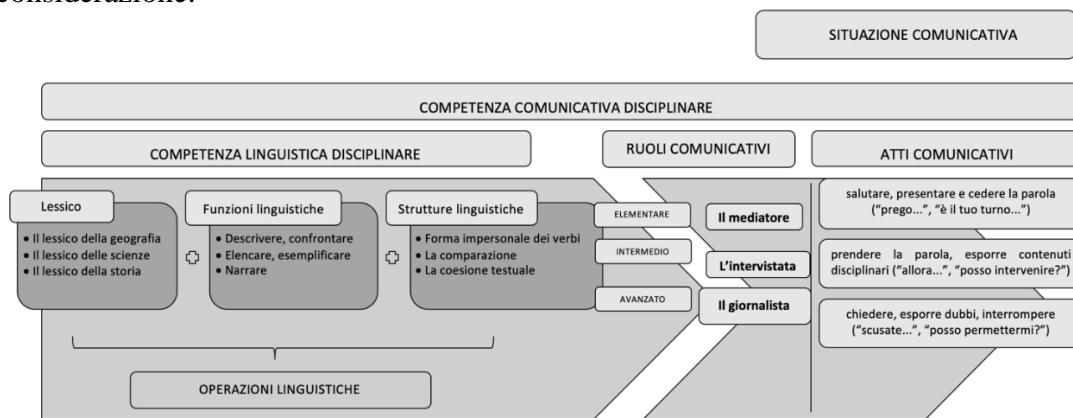 considerazione.
SITUAZIONE COMUNICATIVA
COMPETENZA COMUNICATIVA DISCIPLINARE
COMPETENZA LINGUISTICA DISCIPLINARE
RUOLI COMUNICATIVI
ATTI COMUNICATIVI
Lessico
• Il lessico della geografia
• Il lessico delle scienze
• Il lessico della storia
Funzioni linguistiche
• Descrivere, confrontare
• Elencare, esemplificare
• Narrare
Strutture linguistiche
• Forma impersonale dei verbi
• La comparazione
• La coesione testuale
ELEMENTARE
INTERMEDIO
AVANZATO
Il mediatore
L'intervistata
Il giornalista
salutare, presentare e cedere la parola
("prego...", "è il tuo turno...")
prendere la parola, esporre contenuti
disciplinari ("allora...", "posso intervenire?")
chiedere, esporre dubbi, interrompere
("scusate...", "posso permettermi?")
OPERAZIONI LINGUISTICHE